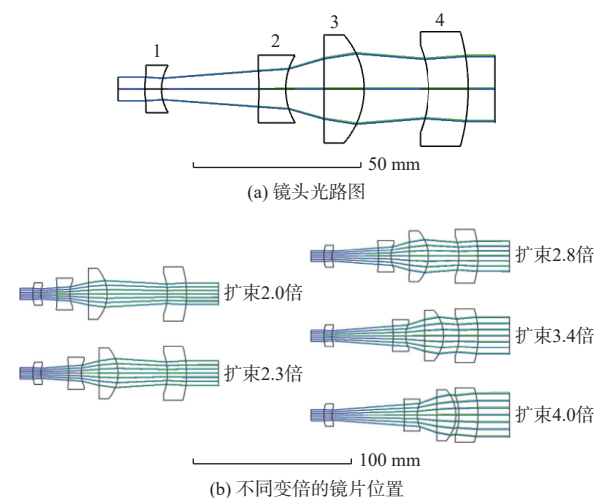 1
2
3
4
50 mm
(a) 镜头光路图
扩束2.0倍
扩束2.3倍
扩束2.8倍
扩束3.4倍
扩束4.0倍
100 mm
(b) 不同变倍的镜片位置